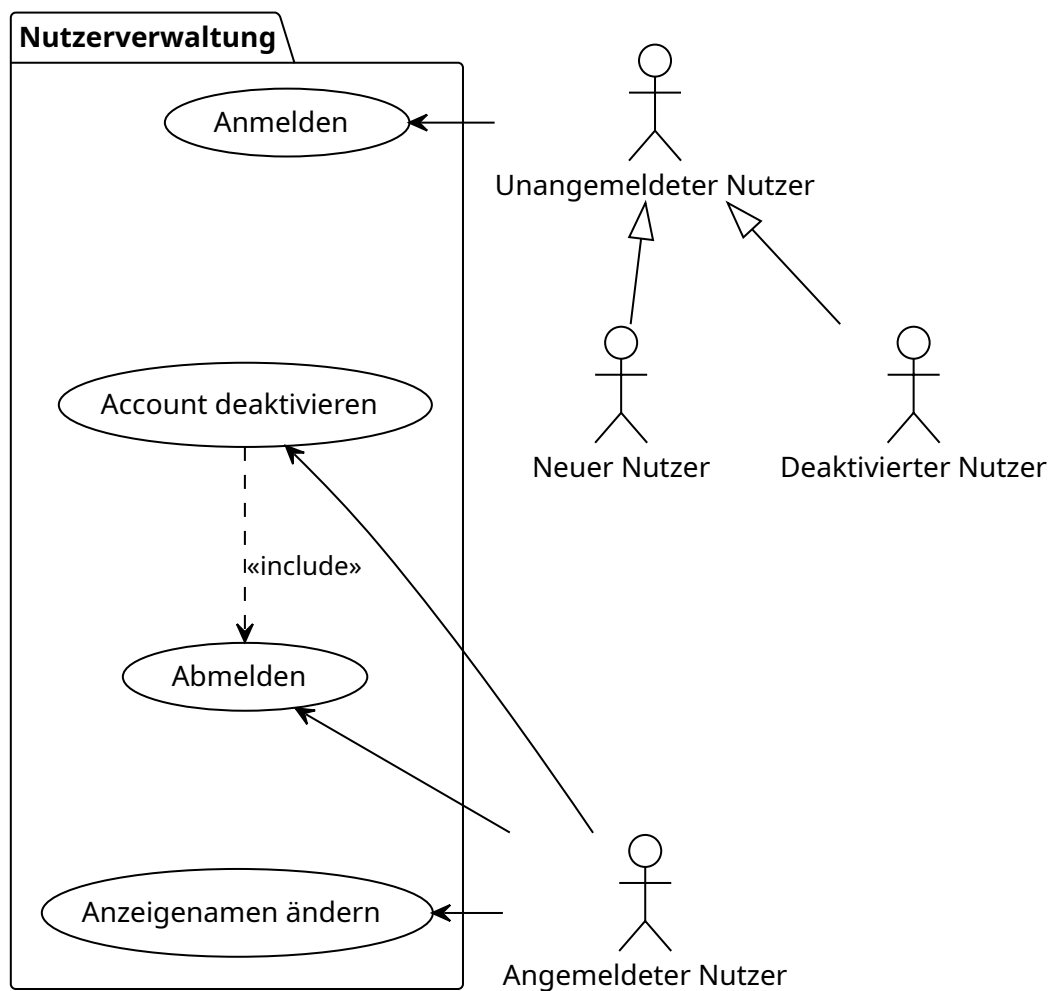 Nutzerverwaltung
Anmelden
Unangemeldeter Nutzer
Account deaktivieren
Neuer Nutzer
Deaktivierter Nutzer
«include»
Abmelden
Anzeigenamen ändern
Angemeldeter Nutzer